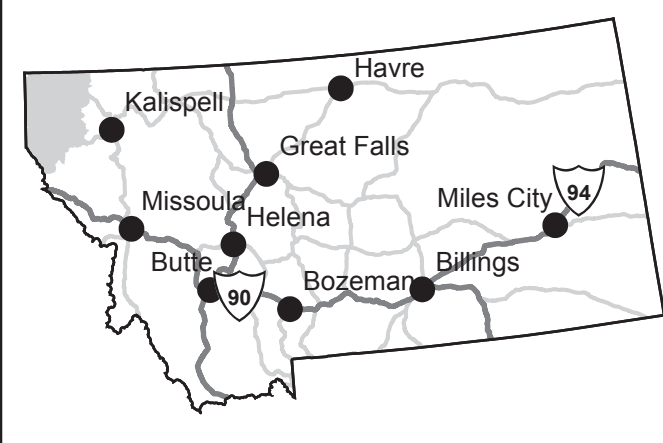 Havre
Kalispell
Great Falls
Missoula
Miles City
94
Helena
Butte
Billings
Bozeman
90